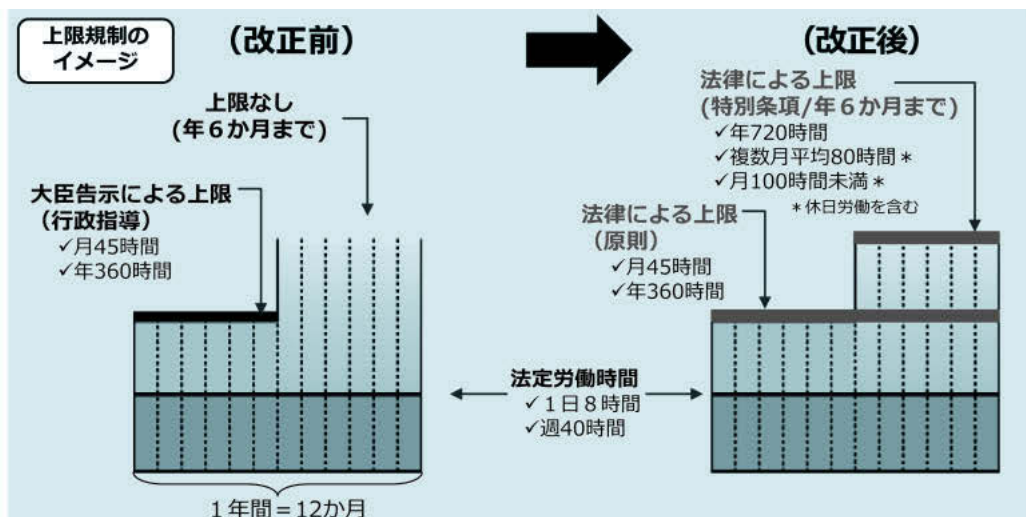 上限規制の
イメージ
(改正前)
(改正後)
上限なし
(年６か月まで)
大臣告示による上限
(行政指導)
✓月45時間
✓年360時間
法律による上限
(特別条項/年６か月まで)
✓年720時間
✓複数月平均80時間＊
✓月100時間未満＊
＊休日労働を含む
法律による上限
(原則)
✓月45時間
✓年360時間
法定労働時間
✓１日８時間
✓週40時間
１年間＝12か月